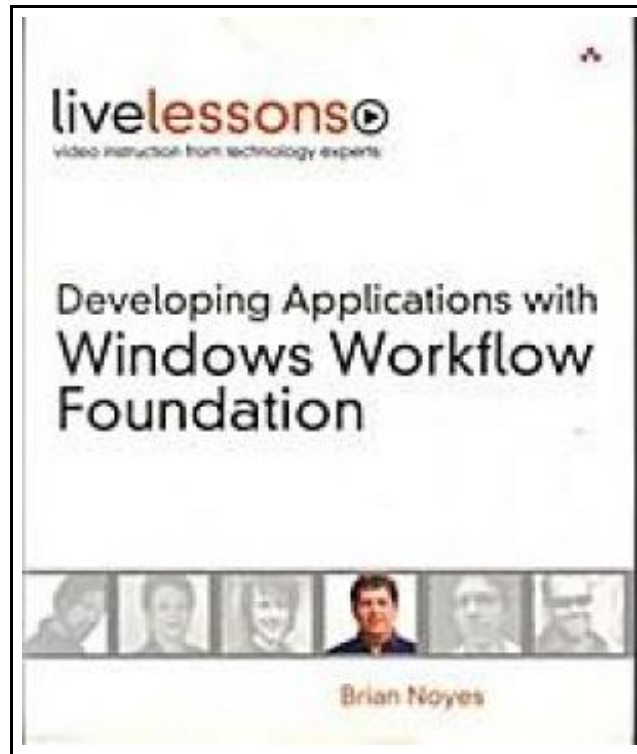 livelessons
video instruction from technology experts
Developing Applications with
Windows Workflow
Foundation
Brian Noyes